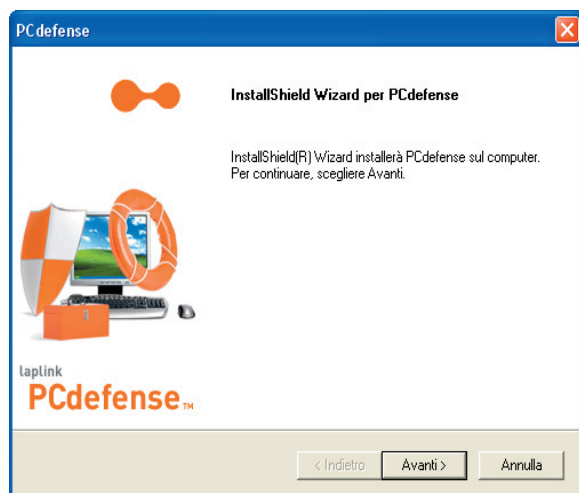 PCdefense
InstallShield Wizard per PCdefense
InstallShield(R) Wizard installerà PCdefense sul computer.
Per continuare, scegliere Avanti.
laplink
PCdefense™
< Indietro
Avanti >
Annulla